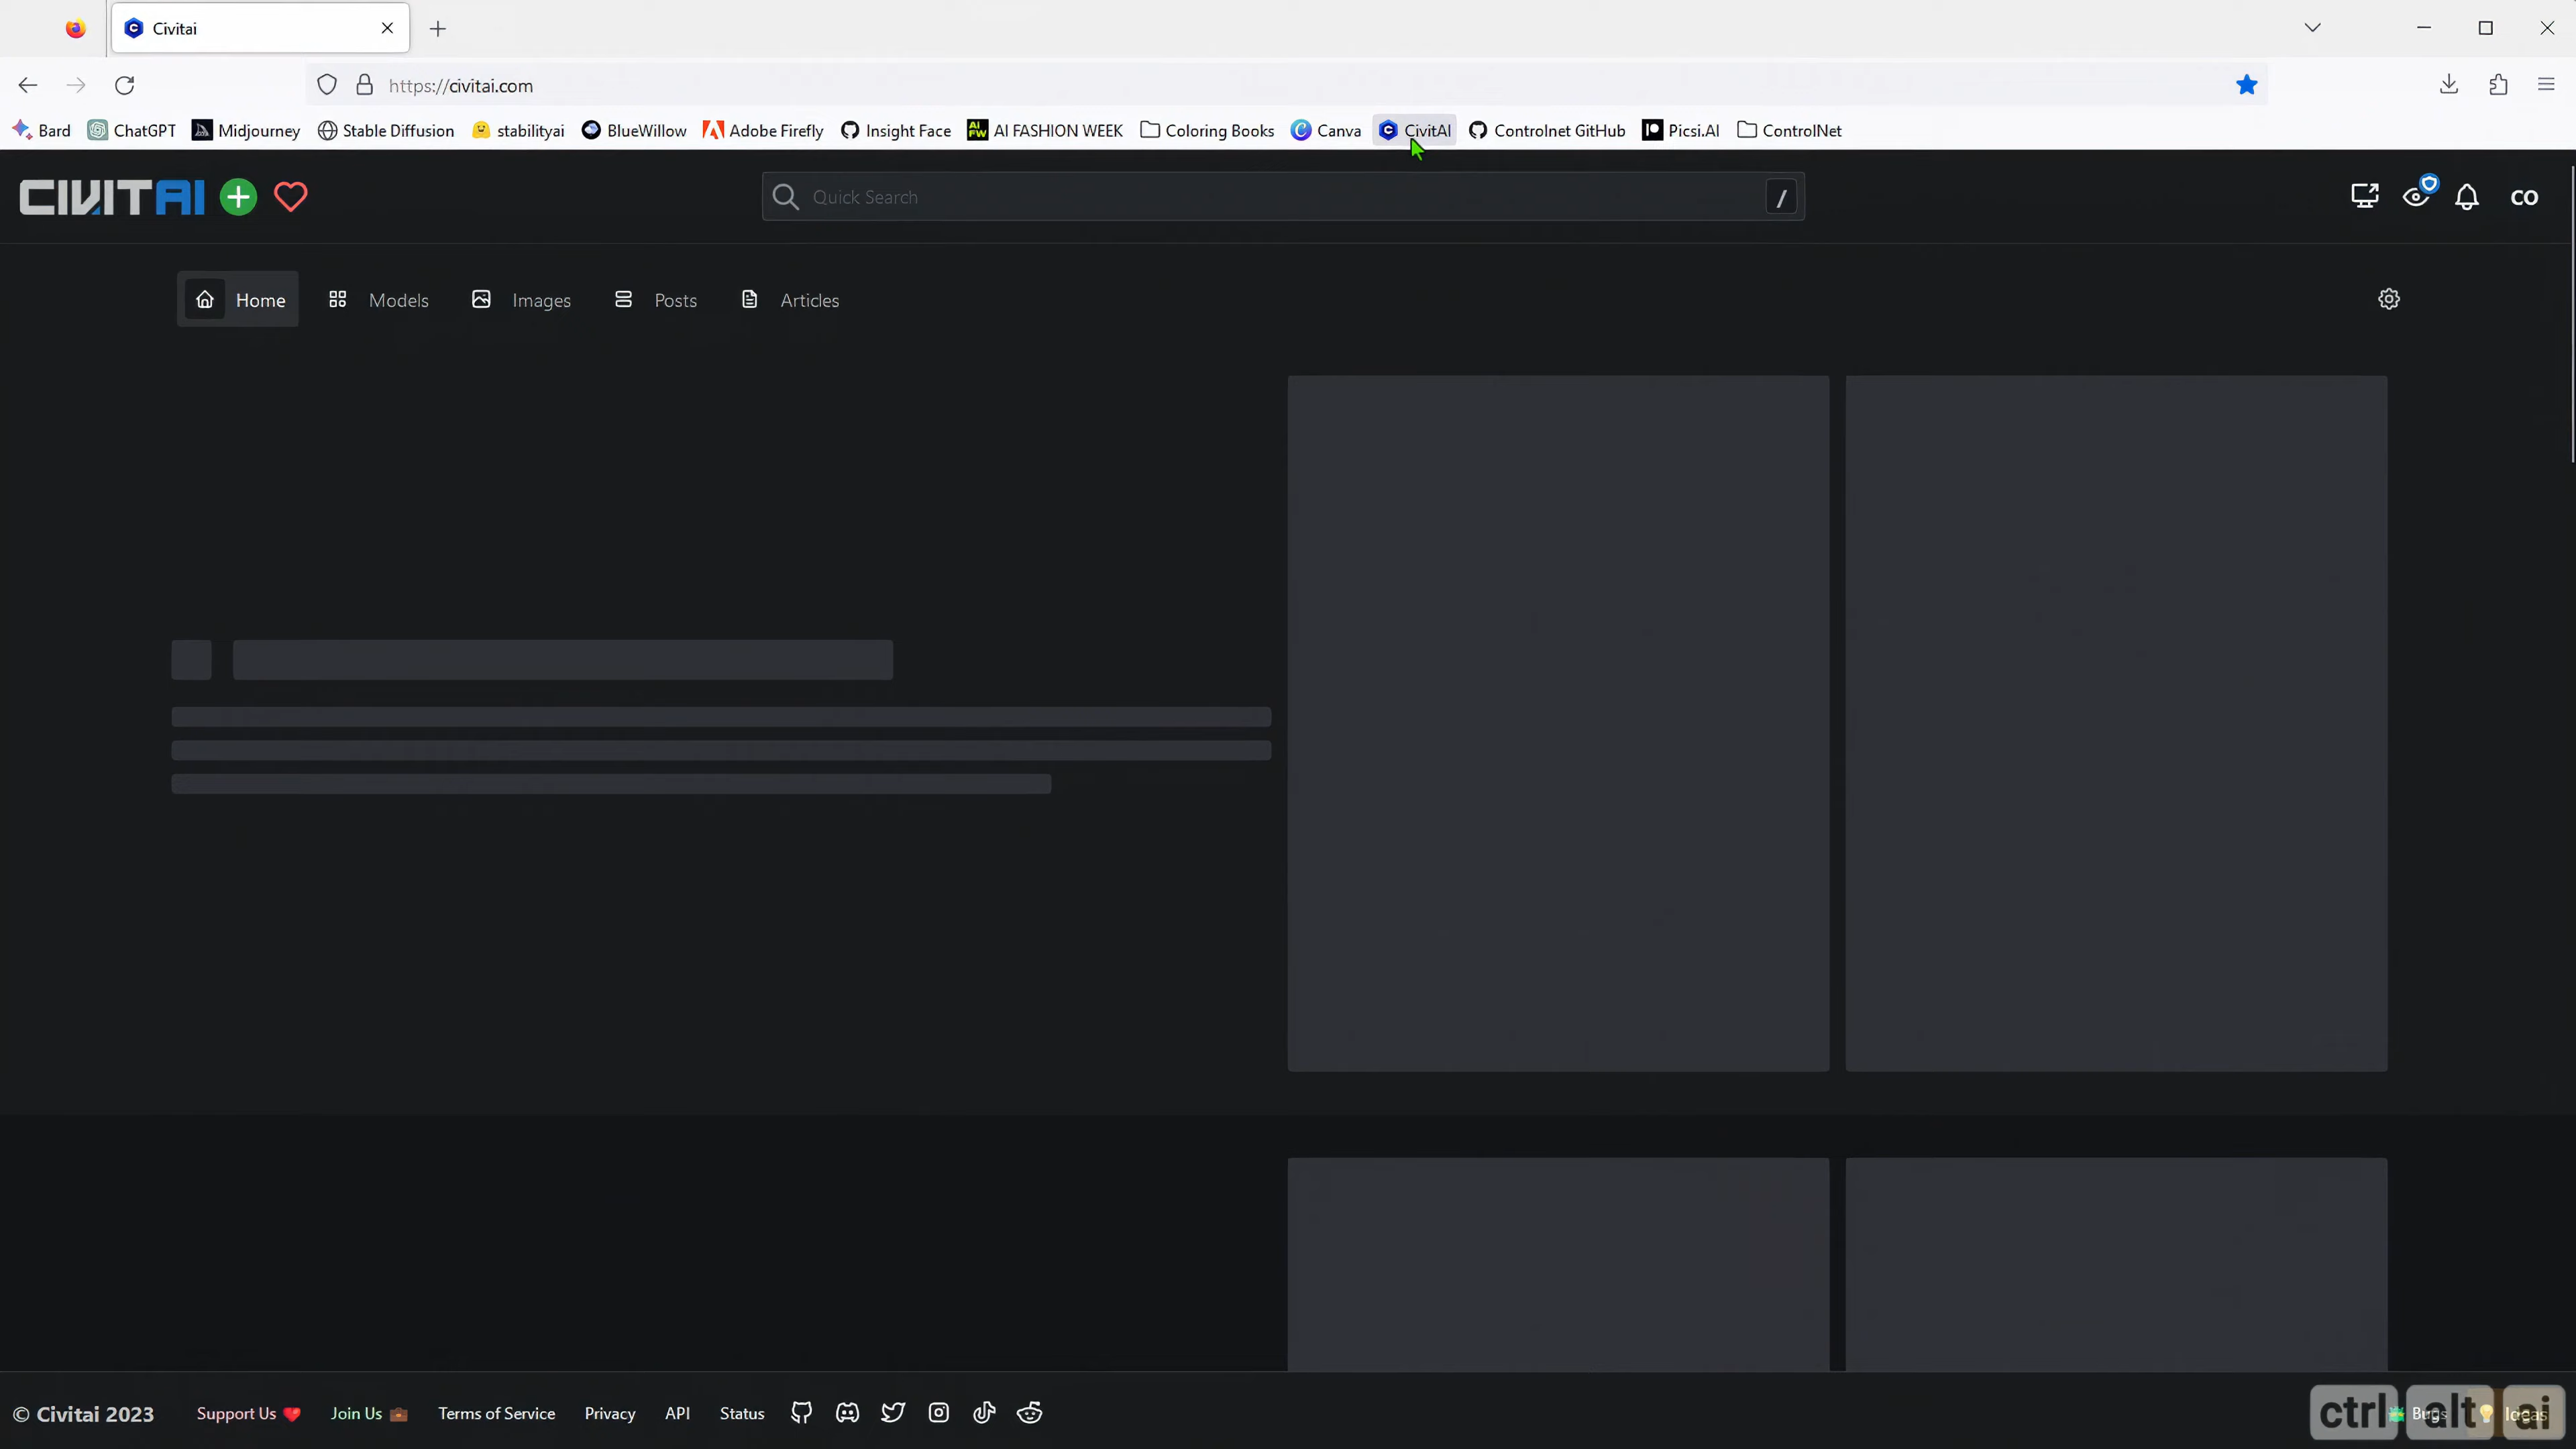 Civitai
https://civitai.com
Bard ChatGPT Midjourney Stable Diffusion stabilityai BlueWillow Adobe Firefly Insight Face AI FASHION WEEK Coloring Books Canva CivitAI Controlnet GitHub Picsi.AI ControlNet
CIVITAI Quick Search / CO
Home Models Images Posts Articles
© Civitai 2023 Support Us Join Us Terms of Service Privacy API Status Bugs Ideas
ctrl alt ai